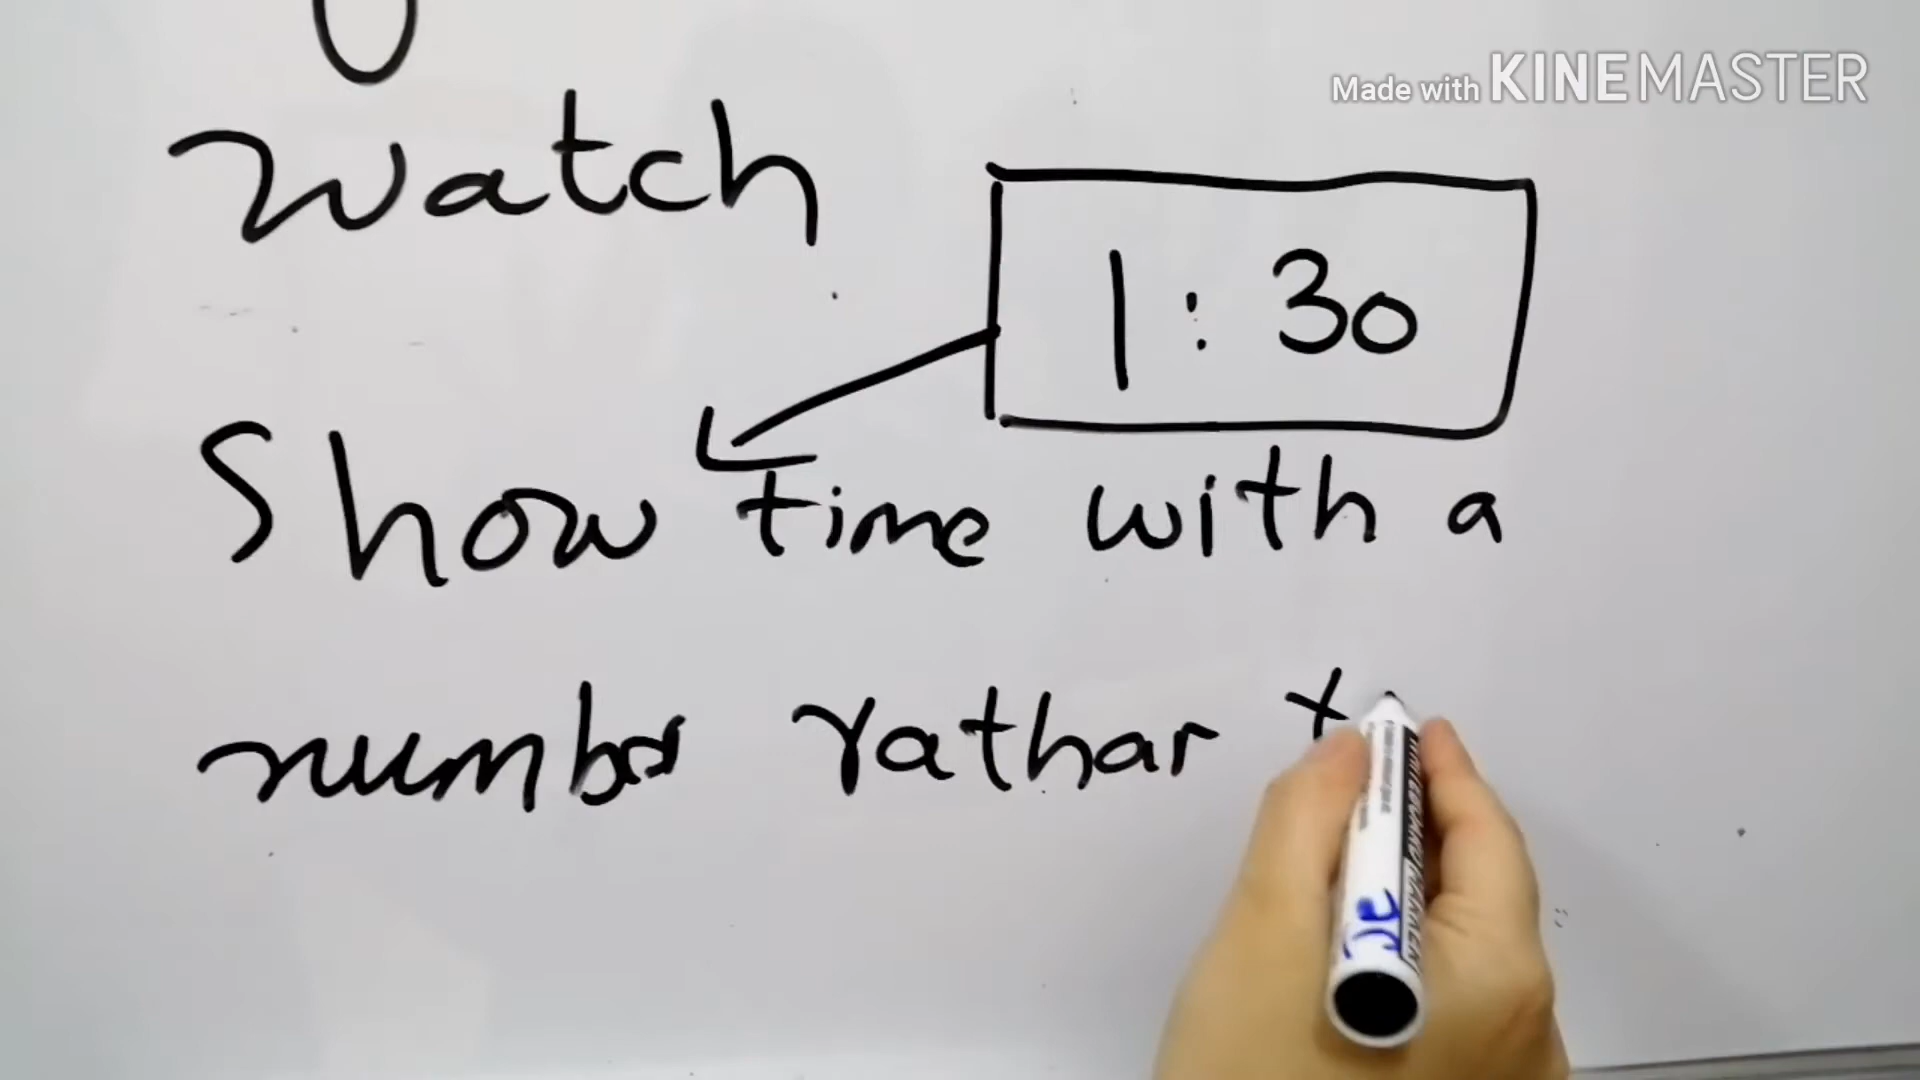 Made with KINEMASTER
watch
1:30
Show time with a
number rathar t